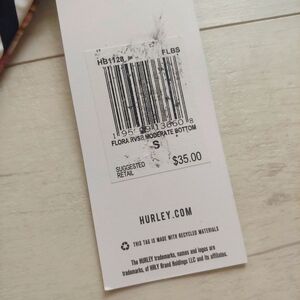 HB1128 FLBS
FLORA RVSB MODERATE BOTTOM
S
SUGGESTED
RETAIL
$35.00
HURLEY.COM
THIS TAG IS MADE WITH RECYCLED MATERIALS
The HURLEY trademark, names and logos are
trademarks, of HRLY Brand Holdings LLC and its affiliates.